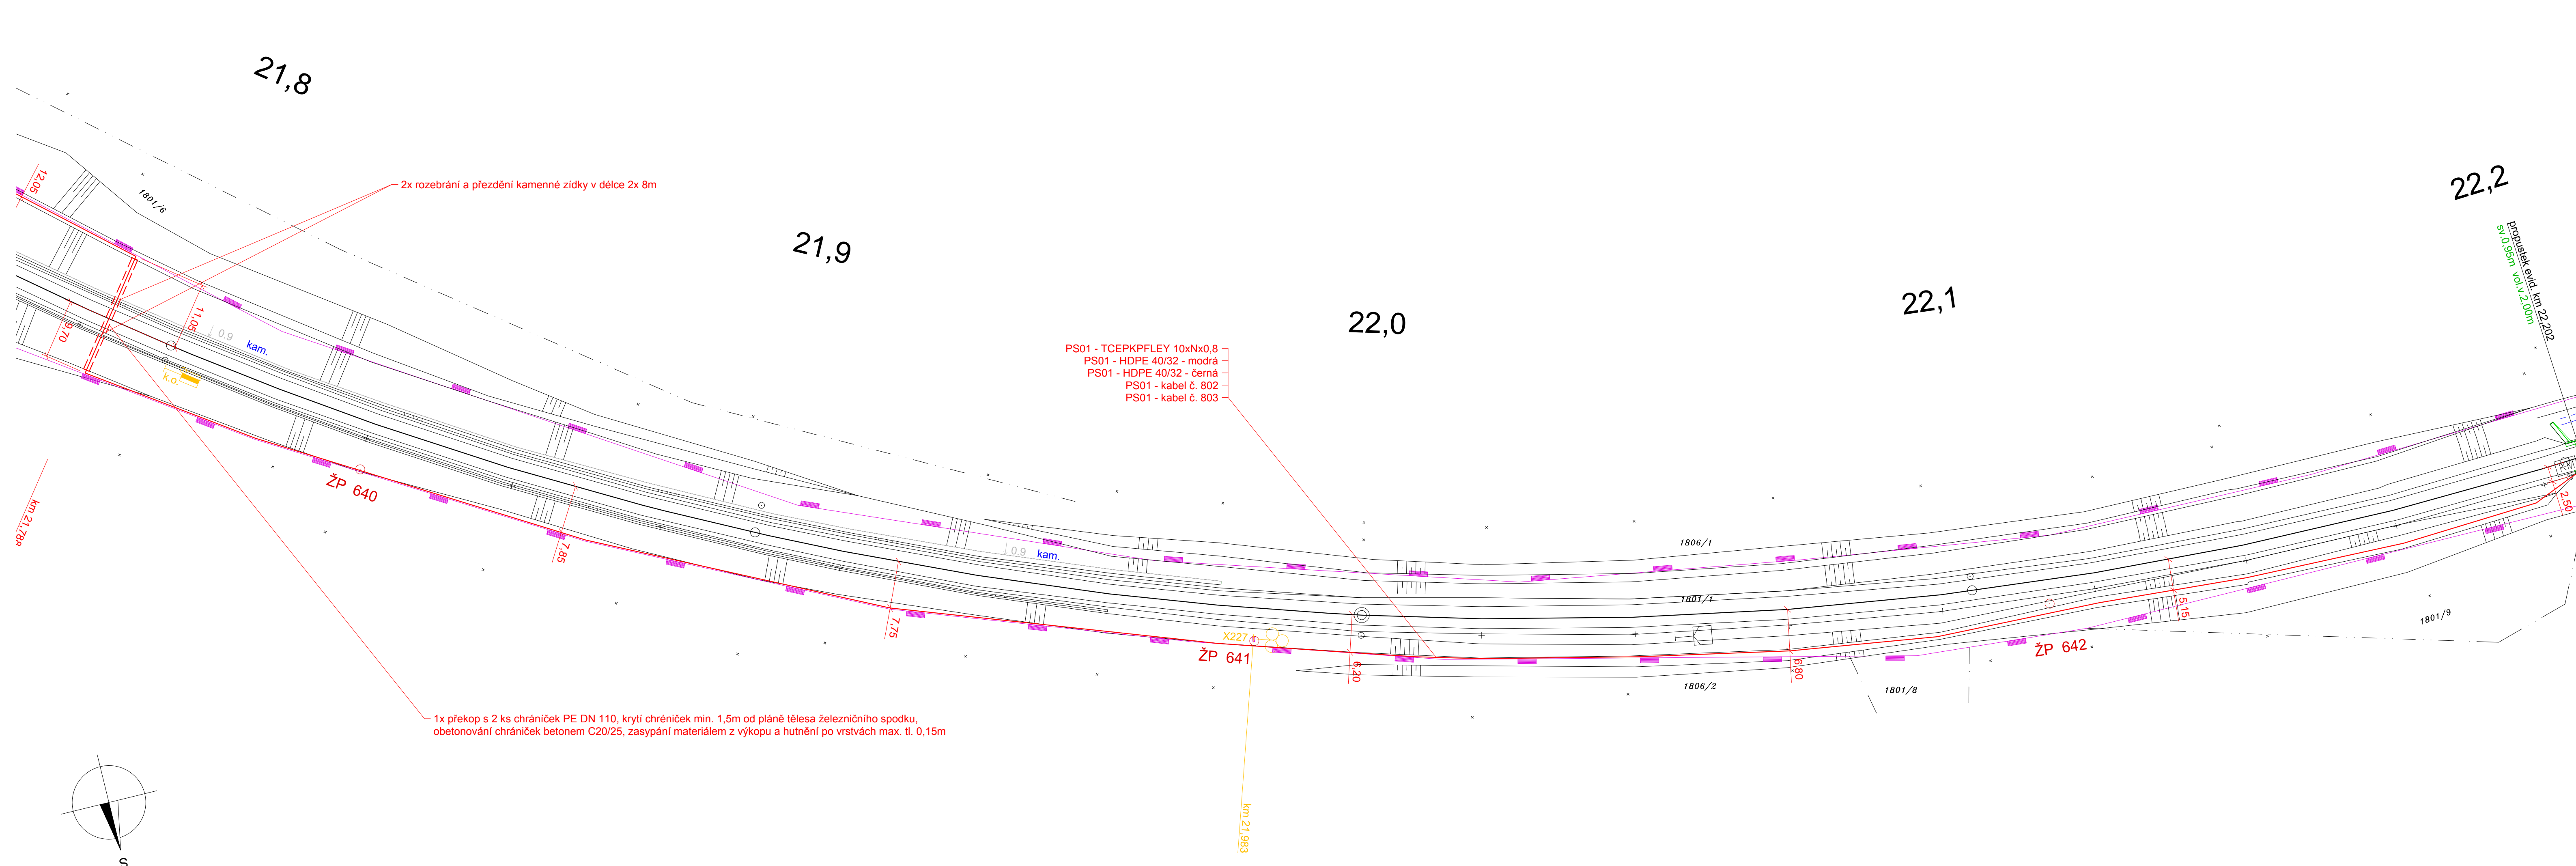 21,8
21,9
22,0
22,1
22,2
propustek evid. km 22,202
sv.0,95m vol.v.2,00m
12,05
1801/6
2x rozebrání a přezdění kamenné zídky v délce 2x 8m
9,70
11,05
0.9
kam.
k.o.
PS01 - TCEPKPFLEY 10xNx0,8
PS01 - HDPE 40/32 - modrá
PS01 - HDPE 40/32 - černá
PS01 - kabel č. 802
PS01 - kabel č. 803
km 21,788
ŽP 640
7,85
0.9
kam.
7,75
X227
ŽP 641
6,20
1806/1
1801/1
1806/2
6,80
1801/8
ŽP 642
5,15
2,50
1801/9
1x překop s 2 ks chráníček PE DN 110, krytí chréniček min. 1,5m od pláně tělesa železničního spodku,
obetonování chrániček betonem C20/25, zasypání materiálem z výkopu a hutnění po vrstvách max. tl. 0,15m
km 21,983
S